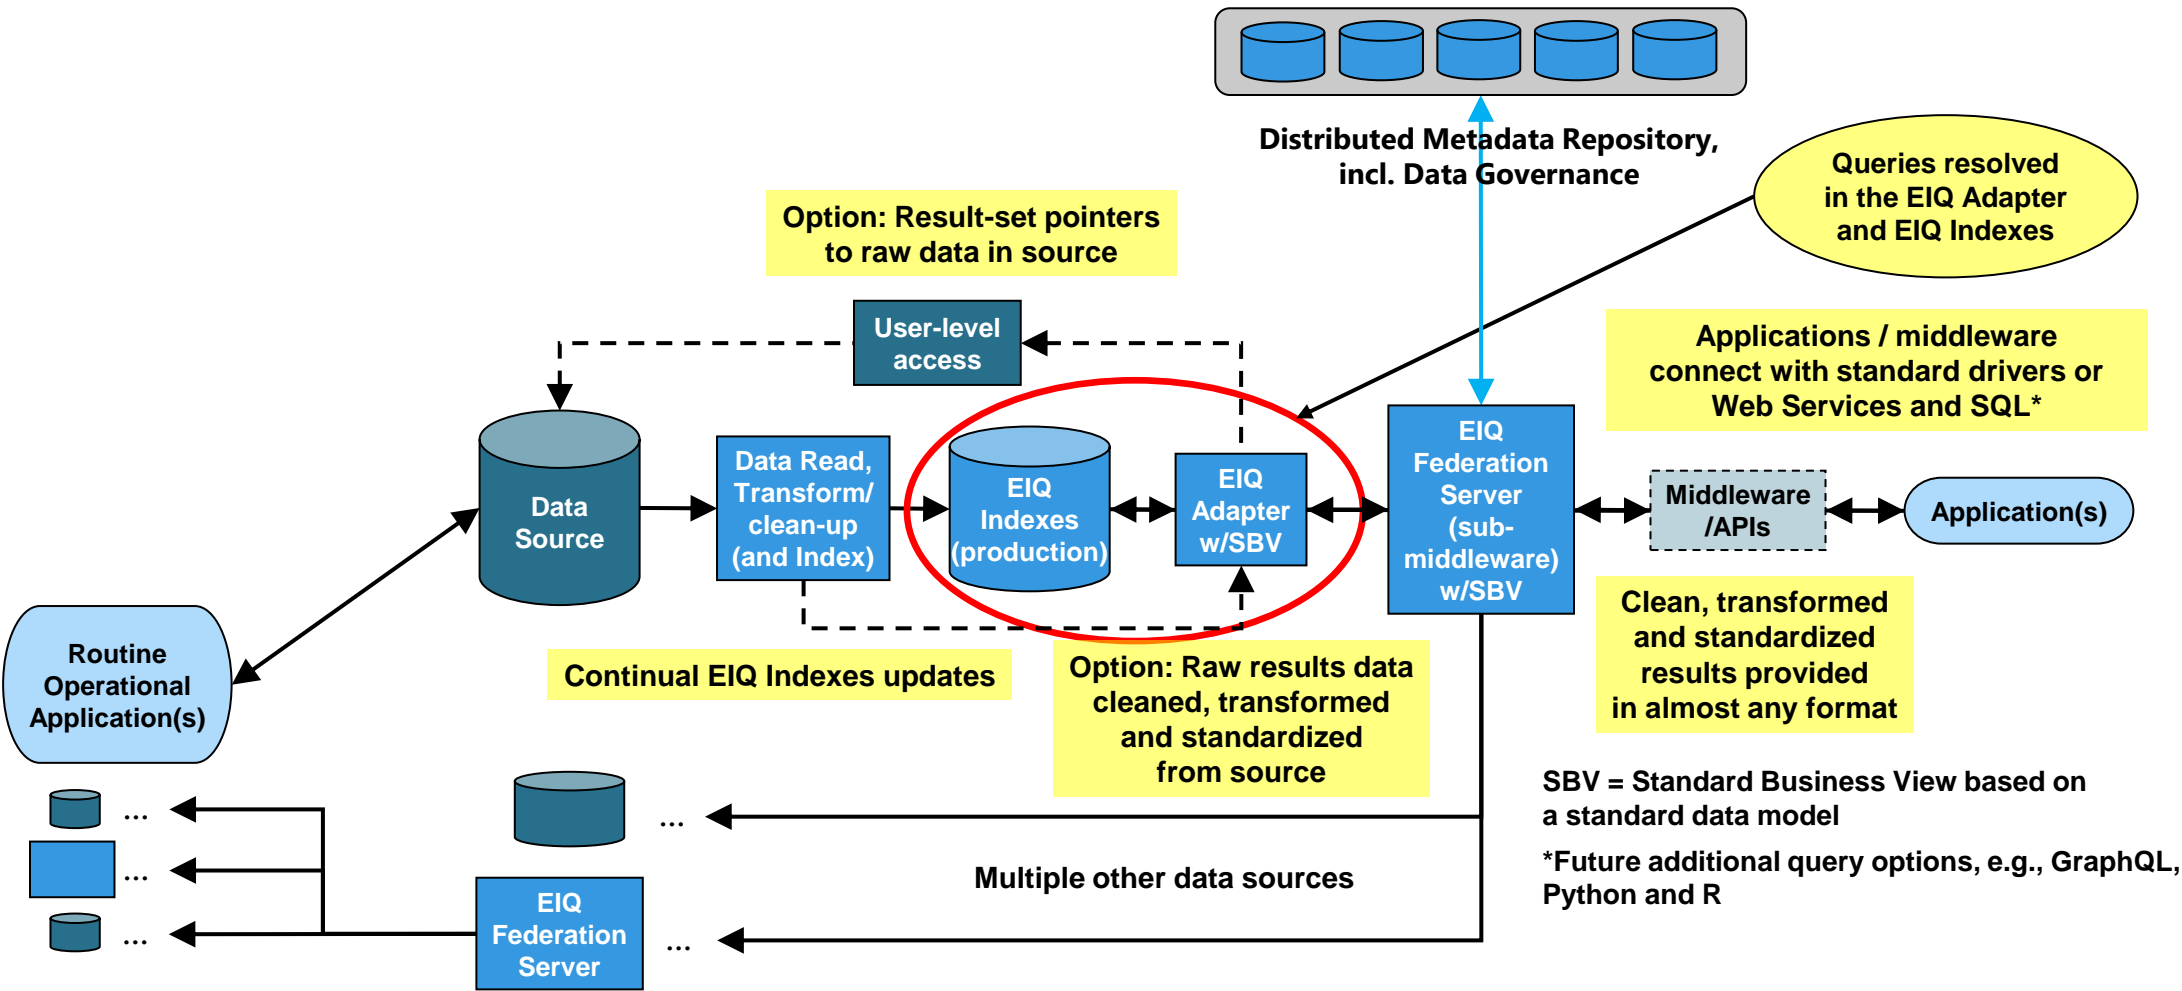 Distributed Metadata Repository,
incl. Data Governance
Queries resolved
in the EIQ Adapter
and EIQ Indexes
Option: Result-set pointers
to raw data in source
User-level
access
Applications / middleware
connect with standard drivers or
Web Services and SQL*
Data
Source
Data Read,
Transform/
clean-up
(and Index)
EIQ
Indexes
(production)
EIQ
Adapter
w/SBV
EIQ
Federation
Server
(sub-
middleware)
w/SBV
Middleware
/APIs
Application(s)
Routine
Operational
Application(s)
Continual EIQ Indexes updates
Option: Raw results data
cleaned, transformed
and standardized
from source
Clean, transformed
and standardized
results provided
in almost any format
SBV = Standard Business View based on
a standard data model
*Future additional query options, e.g., GraphQL,
Python and R
...
...
...
...
Multiple other data sources
EIQ
Federation
Server
...